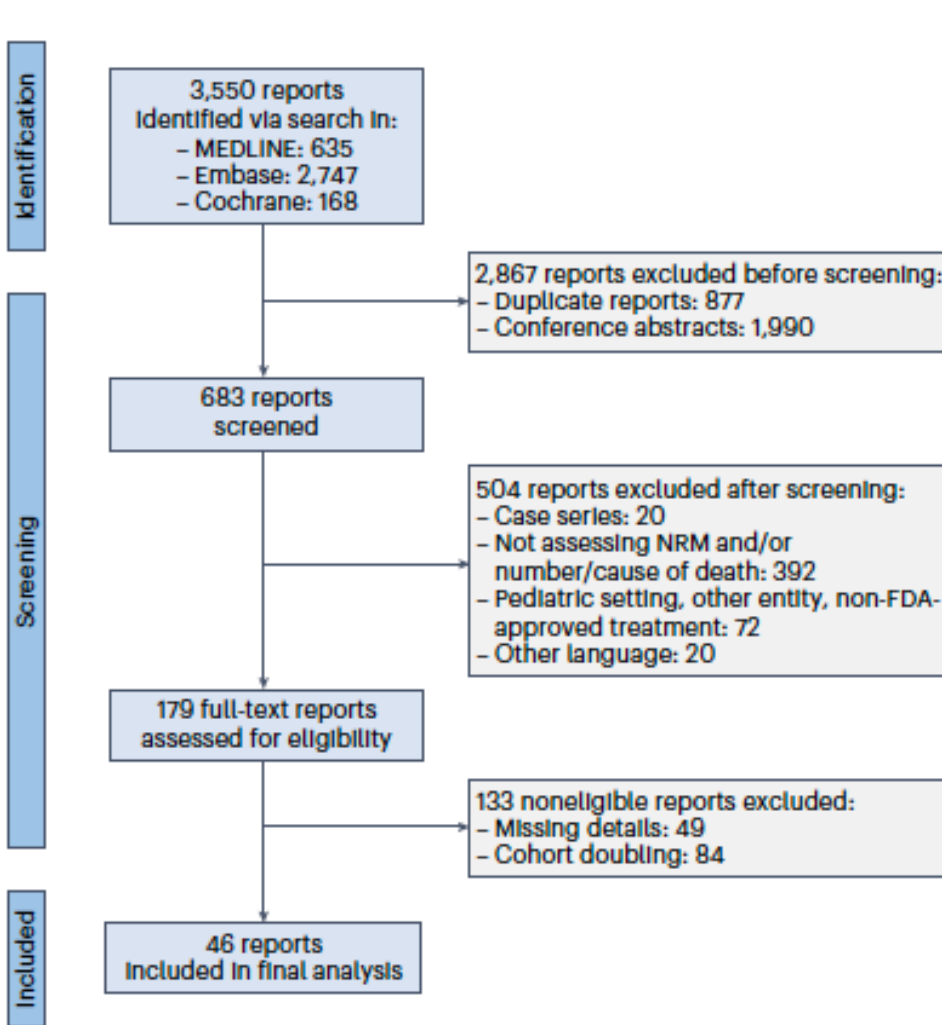 Identification
3,550 reports
identified via search in:
– MEDLINE: 635
– Embase: 2,747
– Cochrane: 168
2,867 reports excluded before screening:
– Duplicate reports: 877
– Conference abstracts: 1,990
Screening
683 reports
screened
504 reports excluded after screening:
– Case series: 20
– Not assessing NRM and/or
number/cause of death: 392
– Pediatric setting, other entity, non-FDA-
approved treatment: 72
– Other language: 20
179 full-text reports
assessed for eligibility
133 noneligible reports excluded:
– Missing details: 49
– Cohort doubling: 84
Included
46 reports
included in final analysis